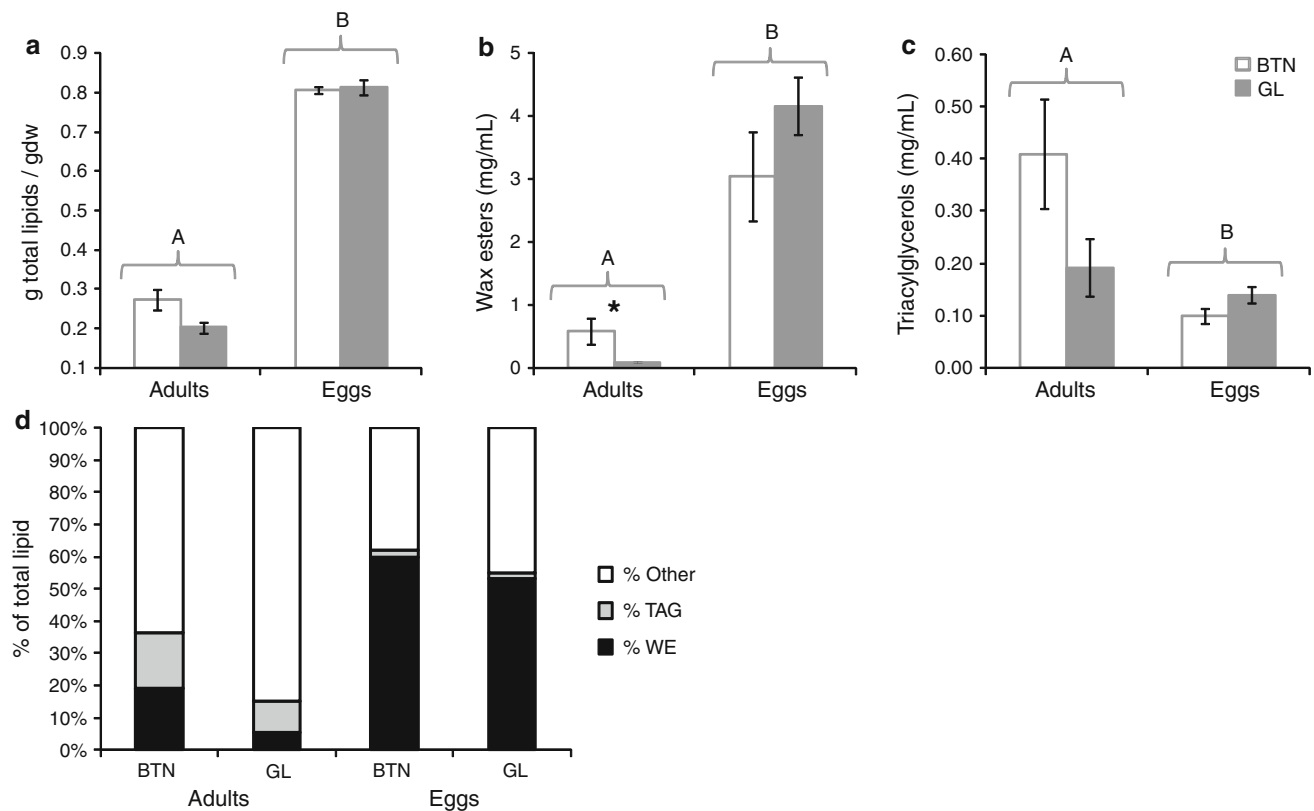 a
g total lipids / gdw
0.9
0.8
0.7
0.6
0.5
0.4
0.3
0.2
0.1
A
B
Adults
Eggs
b
Wax esters (mg/mL)
5
4
3
2
1
0
A
*
B
Adults
Eggs
c
Triacylglycerols (mg/mL)
0.60
0.50
0.40
0.30
0.20
0.10
0.00
A
B
BTN
GL
Adults
Eggs
d
% of total lipid
100%
90%
80%
70%
60%
50%
40%
30%
20%
10%
0%
BTN
GL
BTN
GL
Adults
Eggs
% Other
% TAG
% WE